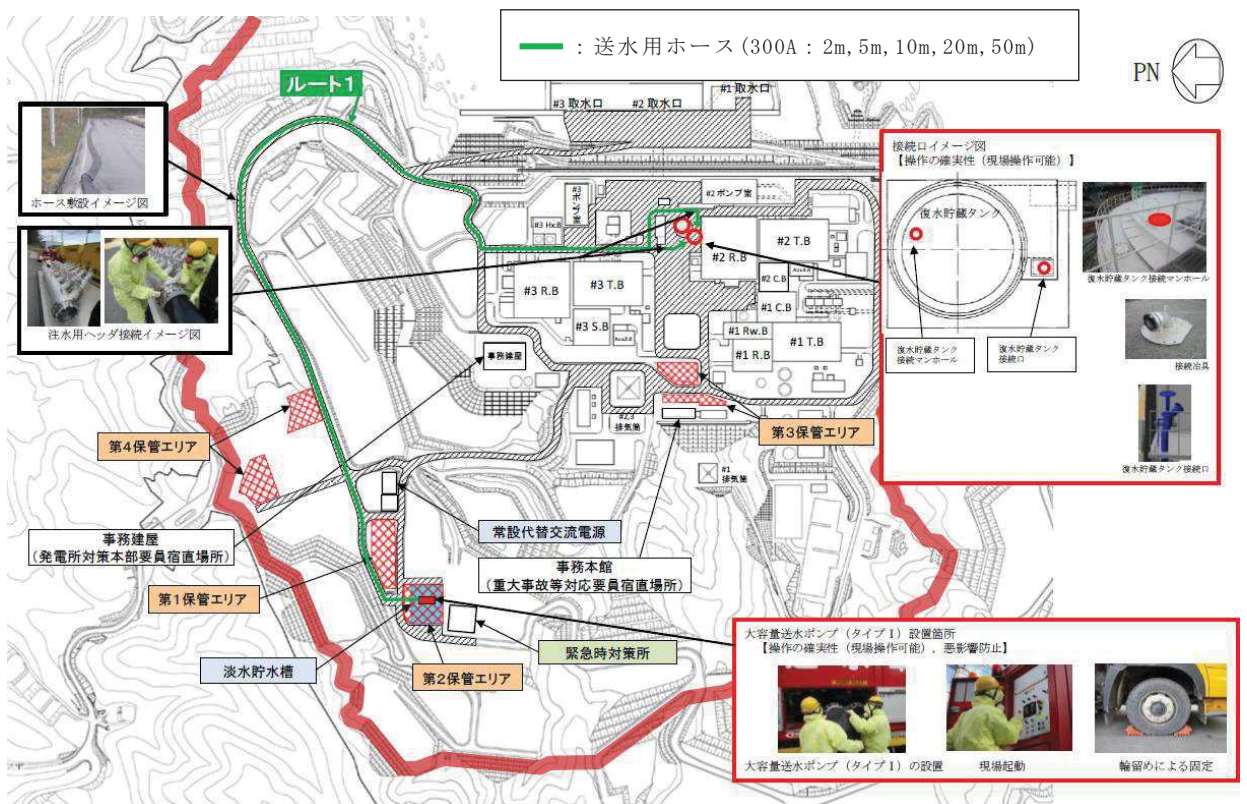 ：送水用ホース(300A：2m,5m,10m,20m,50m)
PN
ルート1
#3 取水口
#2 取水口
#1 取水口
ホース敷設イメージ図
注水用ヘッダ接続イメージ図
#3 Hx.B
#3 ポンプ室
#2 ポンプ室
#2 T.B
#2 R.B
#2 C.B
#1 C.B
#3 R.B
#3 T.B
#3 S.B
#1 Rw.B
#1 T.B
#1 R.B
事務建屋
#2,3 排気筒
#1 排気筒
接続口イメージ図
【操作の確実性（現場操作可能）】
復水貯蔵タンク
復水貯蔵タンク
接続マンホール
復水貯蔵タンク
接続口
復水貯蔵タンク接続マンホール
接続治具
復水貯蔵タンク接続口
第4保管エリア
第3保管エリア
事務建屋
（発電所対策本部要員宿直場所）
常設代替交流電源
事務本館
（重大事故等対応要員宿直場所）
第1保管エリア
淡水貯水槽
第2保管エリア
緊急時対策所
大容量送水ポンプ（タイプⅠ）設置箇所
【操作の確実性（現場操作可能），悪影響防止】
大容量送水ポンプ（タイプⅠ）の設置
現場起動
輪留めによる固定